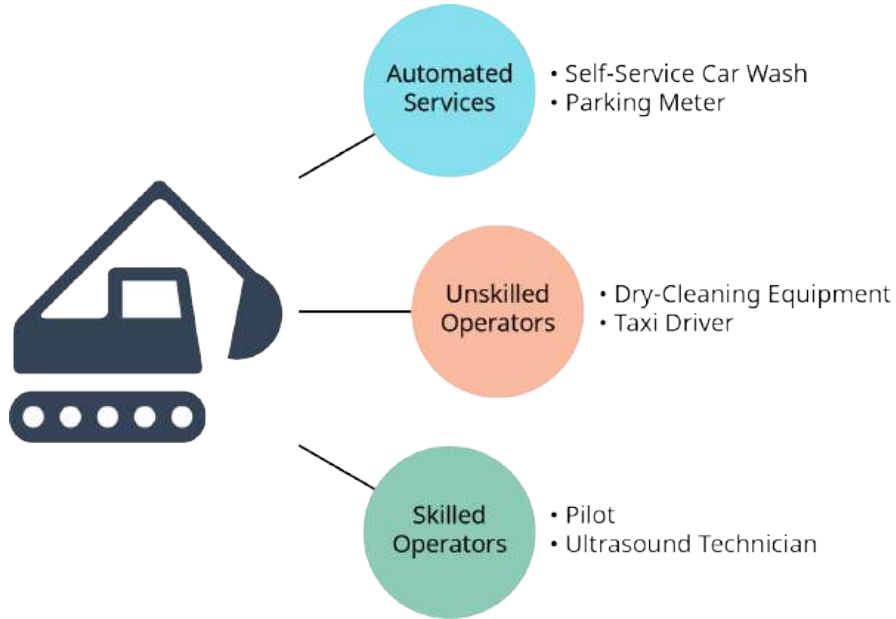 Automated
Services
• Self-Service Car Wash
• Parking Meter
Unskilled
Operators
• Dry-Cleaning Equipment
• Taxi Driver
Skilled
Operators
• Pilot
• Ultrasound Technician